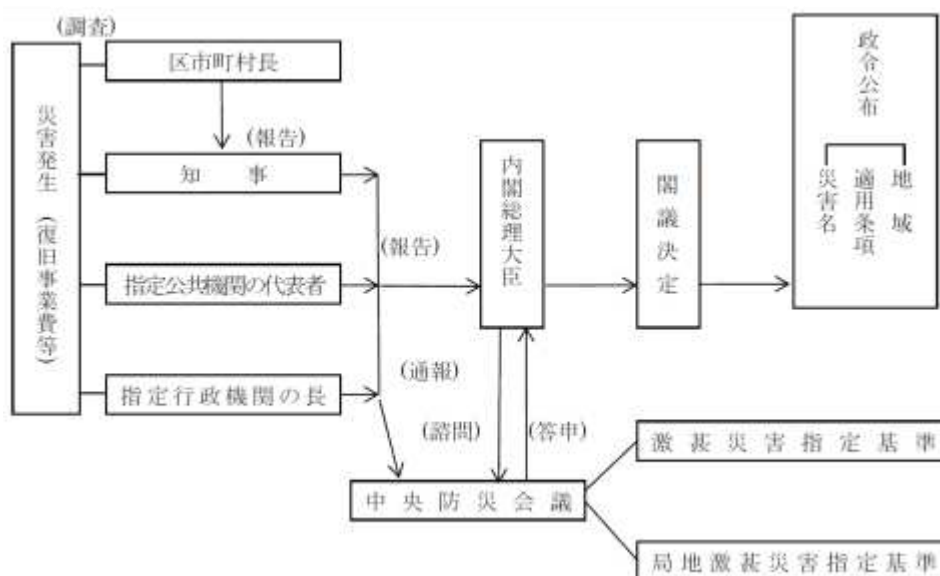 (調査)
災害発生（復旧事業費等）
区市町村長
(報告)
知　事
(報告)
指定公共機関の代表者
(通報)
指定行政機関の長
内閣総理大臣
閣議決定
政令公布
地　域
適用条項
災害名
(諮問)
(答申)
中央防災会議
激甚災害指定基準
局地激甚災害指定基準